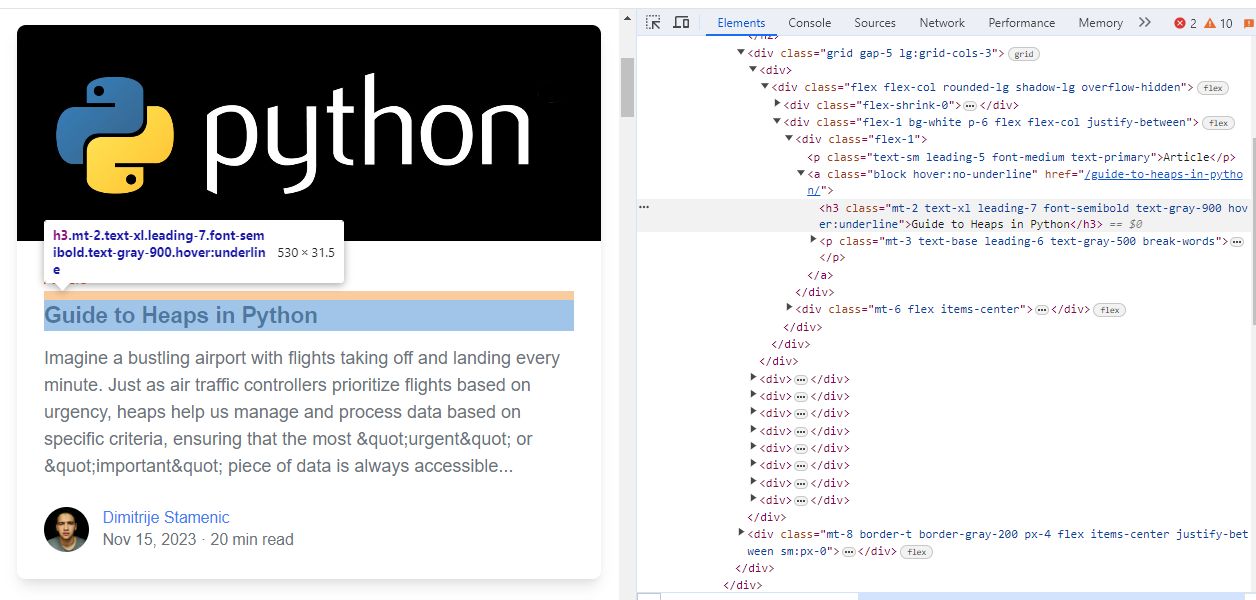 python
h3.mt-2.text-xl.leading-7.font-sem
ibold.text-gray-900.hover:underlin
e
530 × 31.5
Guide to Heaps in Python
Imagine a bustling airport with flights taking off and landing every
minute. Just as air traffic controllers prioritize flights based on
urgency, heaps help us manage and process data based on
specific criteria, ensuring that the most &quot;urgent&quot; or
&quot;important&quot; piece of data is always accessible...
Dimitrije Stamenic
Nov 15, 2023 · 20 min read
Elements Console Sources Network Performance Memory 2 10
</h2>
<div class="grid gap-5 lg:grid-cols-3"> grid
<div>
<div class="flex flex-col rounded-lg shadow-lg overflow-hidden"> flex
<div class="flex-shrink-0"> … </div>
<div class="flex-1 bg-white p-6 flex flex-col justify-between"> flex
<div class="flex-1">
<p class="text-sm leading-5 font-medium text-primary">Article</p>
<a class="block hover:no-underline" href="/guide-to-heaps-in-pytho
n/">
… <h3 class="mt-2 text-xl leading-7 font-semibold text-gray-900 hov
er:underline">Guide to Heaps in Python</h3> == $0
<p class="mt-3 text-base leading-6 text-gray-500 break-words"> …
</p>
</a>
</div>
<div class="mt-6 flex items-center"> … </div> flex
</div>
</div>
</div>
<div> … </div>
<div> … </div>
<div> … </div>
<div> … </div>
<div> … </div>
<div> … </div>
<div> … </div>
<div> … </div>
</div>
<div class="mt-8 border-t border-gray-200 px-4 flex items-center justify-bet
ween sm:px-0"> … </div> flex
</div>
</div>